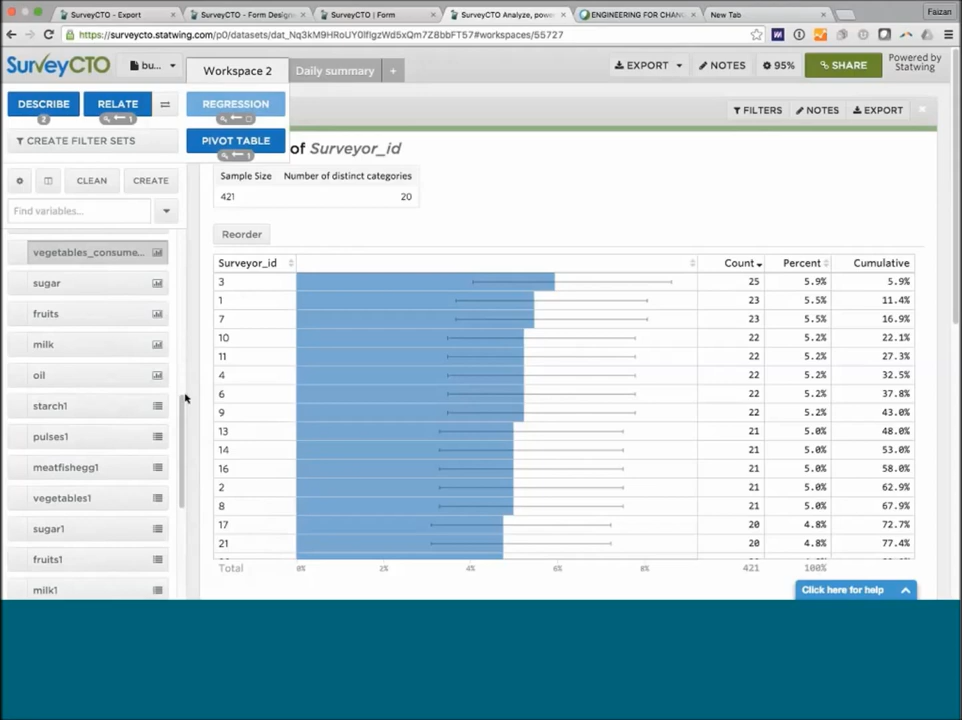 SurveyCTO - Export
SurveyCTO - Form Design
SurveyCTO | Form
SurveyCTO Analyze, pow
ENGINEERING FOR CHAN
New Tab
Faizan
https://surveycto.statwing.com/p0/datasets/dat_Nq3kM9HRoUY0lfIgzWd5xQm7Z8bbFT57#workspaces/55727
SurveyCTO
bu...
Workspace 2
Daily summary
+
EXPORT
NOTES
95%
SHARE
Powered by
Statwing
DESCRIBE
RELATE
REGRESSION
2
1
CREATE FILTER SETS
PIVOT TABLE
1
FILTERS
NOTES
EXPORT
of Surveyor_id
Sample Size
Number of distinct categories
421
20
CLEAN
CREATE
Find variables...
Reorder
vegetables_consume...
sugar
fruits
milk
oil
starch1
pulses1
meatfishegg1
vegetables1
sugar1
fruits1
milk1
Surveyor_id Count Percent Cumulative
3 25 5.9% 5.9%
1 23 5.5% 11.4%
7 23 5.5% 16.9%
10 22 5.2% 22.1%
11 22 5.2% 27.3%
4 22 5.2% 32.5%
6 22 5.2% 37.8%
9 22 5.2% 43.0%
13 21 5.0% 48.0%
14 21 5.0% 53.0%
16 21 5.0% 58.0%
2 21 5.0% 62.9%
8 21 5.0% 67.9%
17 20 4.8% 72.7%
21 20 4.8% 77.4%
Total 0% 2% 4% 6% 8% 421 100%
Click here for help